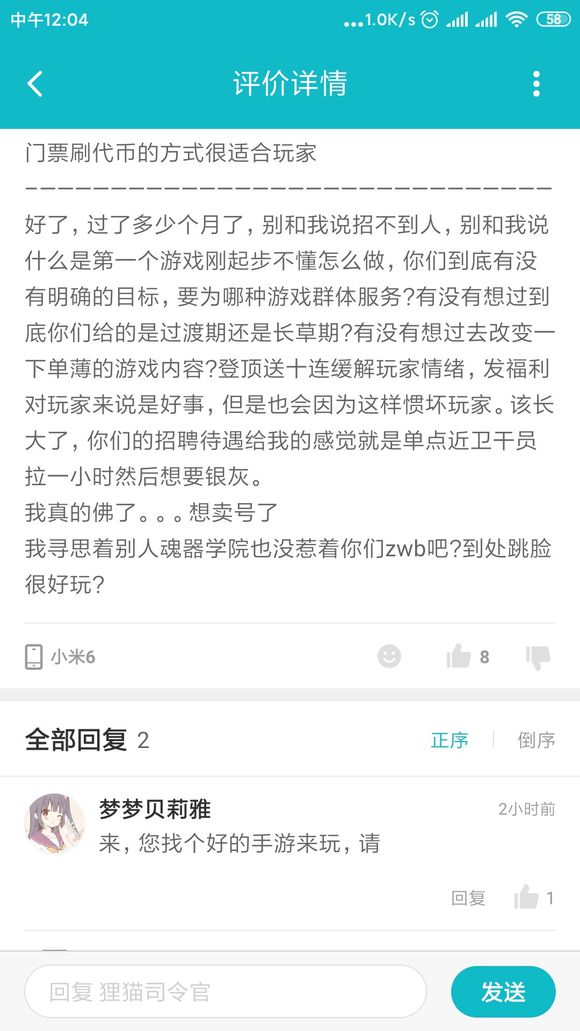 中午12:04
...1.0K/s
58
评价详情
门票刷代币的方式很适合玩家
--------------------------------
好了，过了多少个月了，别和我说招不到人，别和我说
什么是第一个游戏刚起步不懂怎么做，你们到底有没
有明确的目标，要为哪种游戏群体服务?有没有想过到
底你们给的是过渡期还是长草期?有没有想过去改变一
下单薄的游戏内容?登顶送十连缓解玩家情绪，发福利
对玩家来说是好事，但是也会因为这样惯坏玩家。该长
大了，你们的招聘待遇给我的感觉就是单点近卫干员
拉一小时然后想要银灰。
我真的佛了。。。想卖号了
我寻思着别人魂器学院也没惹着你们zwb吧?到处跳脸
很好玩?
小米6
8
全部回复 2
正序
倒序
梦梦贝莉雅
2小时前
来，您找个好的手游来玩，请
回复
1
回复 狸猫司令官
发送